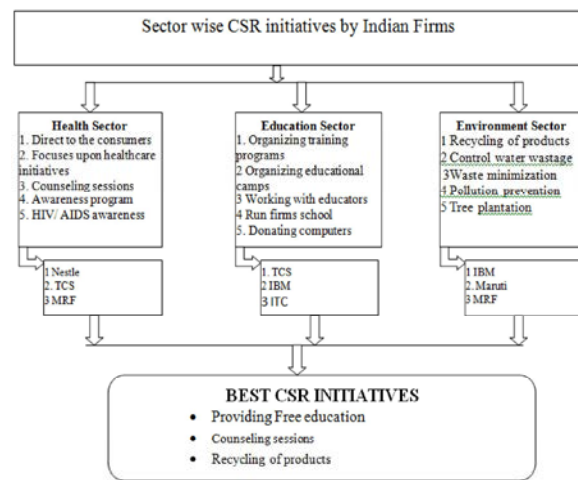 Sector wise CSR initiatives by Indian Firms
Health Sector
1. Direct to the consumers
2. Focuses upon healthcare
initiatives
3. Counseling sessions
4. Awareness program
5. HIV/ AIDS awareness
Education Sector
1. Organizing training
programs
2 Organizing educational
camps
3 Working with educators
4 Run firms school
5. Donating computers
Environment Sector
1 Recycling of products
2 Control water wastage
3Waste minimization
4 Pollution prevention
5 Tree plantation
1 Nestle
2. TCS
3 MRF
1. TCS
2 IBM
3 ITC
1 IBM
2. Maruti
3 MRF
BEST CSR INITIATIVES
• Providing Free education
• Counseling sessions
• Recycling of products